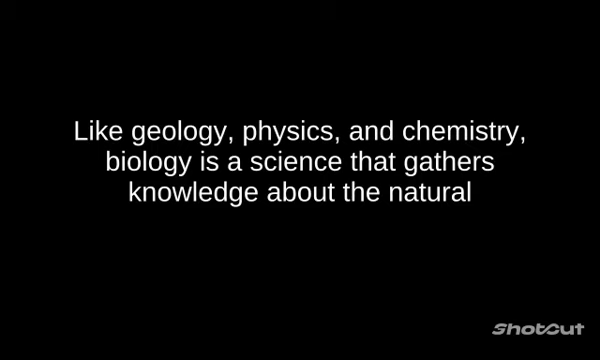 Like geology, physics, and chemistry,
biology is a science that gathers
knowledge about the natural
ShotCut